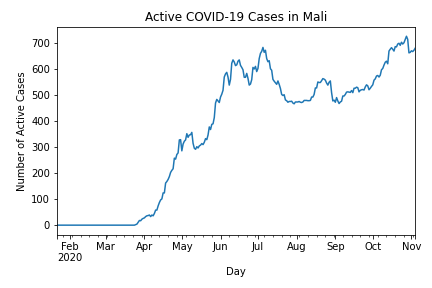 Active COVID-19 Cases in Mali
700
600
500
400
300
200
100
0
Number of Active Cases
Feb Mar Apr May Jun Jul Aug Sep Oct Nov
2020
Day